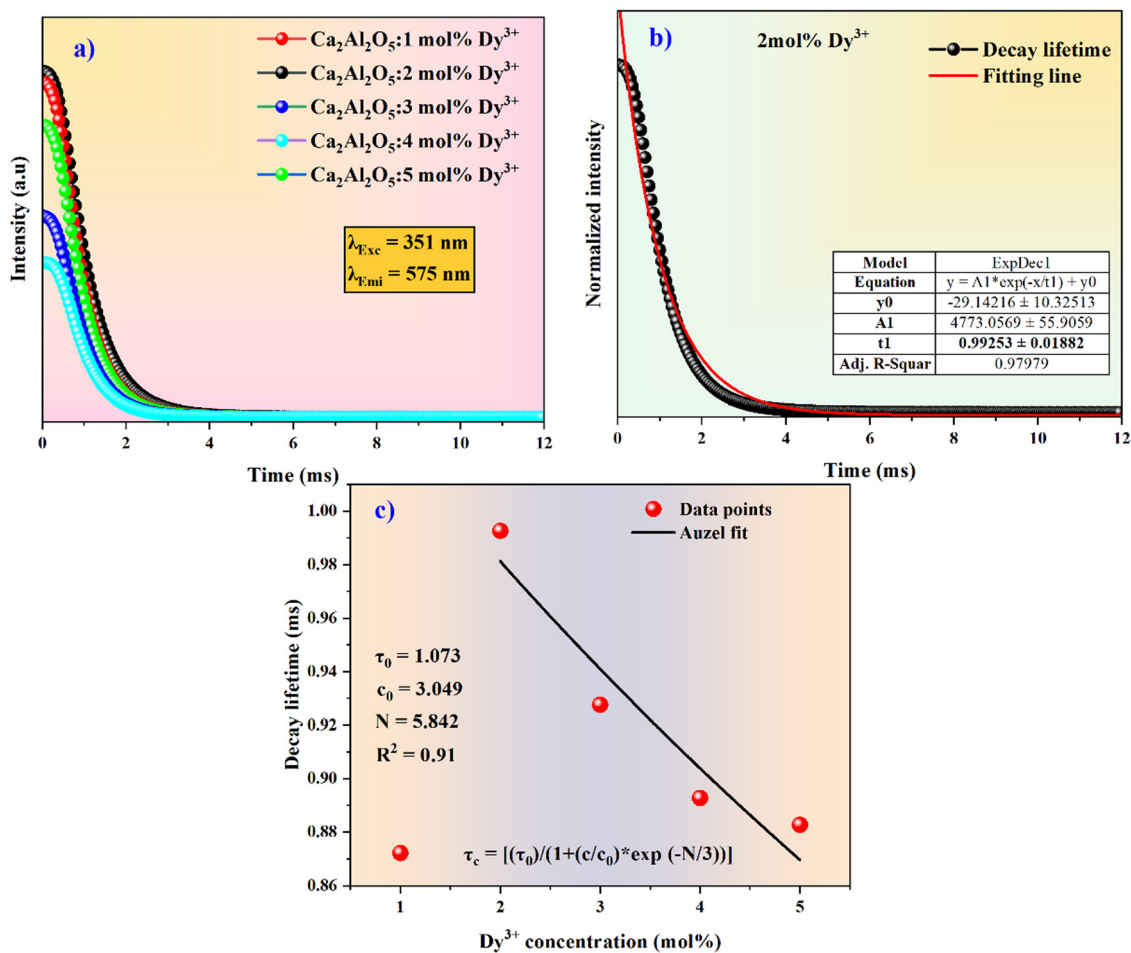 a)
Ca₂Al₂O₅:1 mol% Dy³⁺
Ca₂Al₂O₅:2 mol% Dy³⁺
Ca₂Al₂O₅:3 mol% Dy³⁺
Ca₂Al₂O₅:4 mol% Dy³⁺
Ca₂Al₂O₅:5 mol% Dy³⁺
λExc = 351 nm
λEmi = 575 nm
Intensity (a.u)
0 2 4 6 8 10 12
Time (ms)
b)
2mol% Dy³⁺
Decay lifetime
Fitting line
Normalized intensity
Model ExpDec1
Equation y = A1*exp(-x/t1) + y0
y0 -29.14216 ± 10.32513
A1 4773.0569 ± 55.9059
t1 0.99253 ± 0.01882
Adj. R-Squar 0.97979
0 2 4 6 8 10 12
Time (ms)
c)
Data points
Auzel fit
Decay lifetime (ms)
1.00
0.98
0.96
0.94
0.92
0.90
0.88
0.86
τ₀ = 1.073
c₀ = 3.049
N = 5.842
R² = 0.91
τc = [(τ₀)/(1+(c/c₀)*exp (-N/3))]
1 2 3 4 5
Dy³⁺ concentration (mol%)